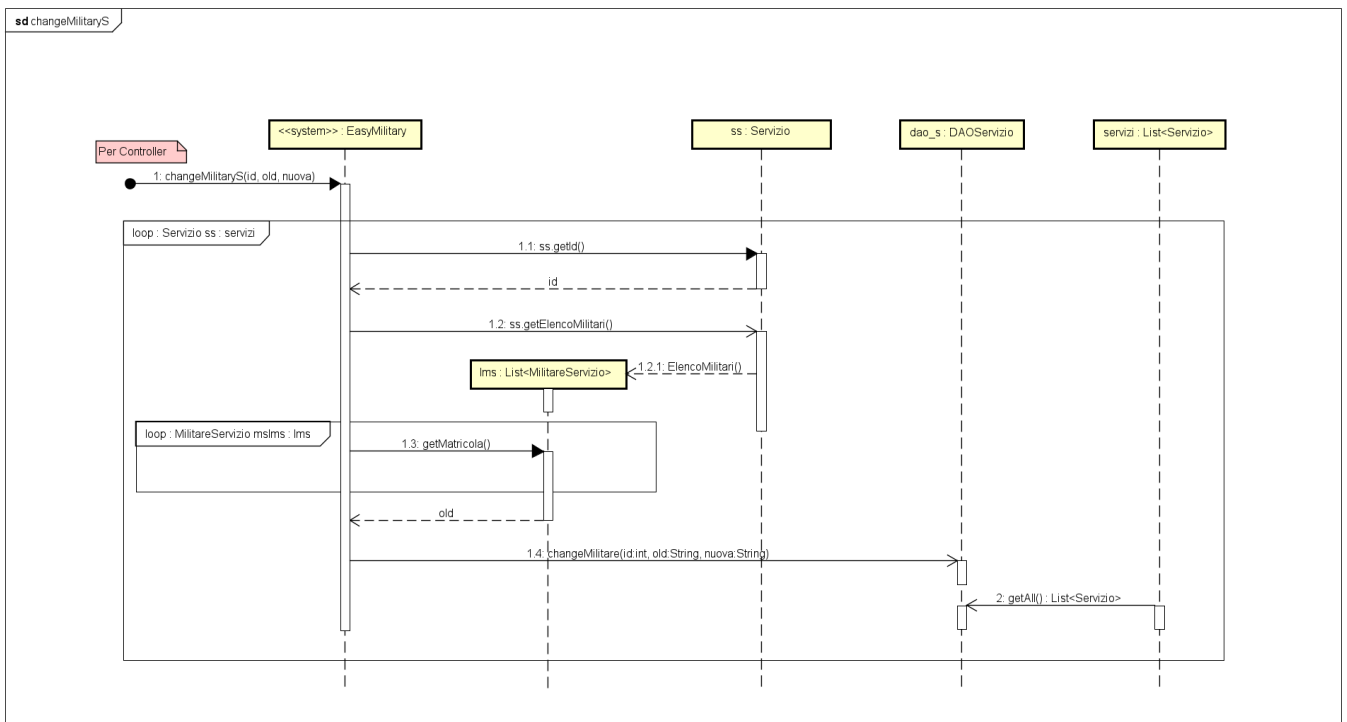 sd changeMilitaryS
<<system>> : EasyMilitary
ss : Servizio
dao_s : DAOServizio
servizi : List<Servizio>
Per Controller
1: changeMilitaryS(id, old, nuova)
loop : Servizio ss : servizi
1.1: ss.getId()
id
1.2: ss.getElencoMilitari()
lms : List<MilitareServizio>
1.2.1: ElencoMilitari()
loop : MilitareServizio mslms : lms
1.3: getMatricola()
old
1.4: changeMilitare(id:int, old:String, nuova:String)
2: getAll() : List<Servizio>